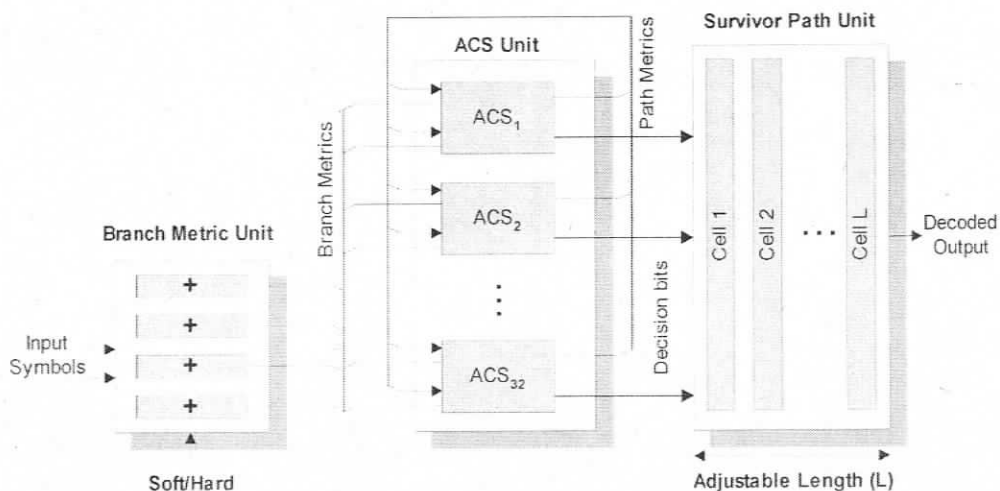 Survivor Path Unit
ACS Unit
Path Metrics
ACS1
Branch Metrics
ACS2
Branch Metric Unit
Cell 1
Cell 2
...
Cell L
Decoded
Output
+
+
+
+
Input
Symbols
...
Decision bits
ACS32
Soft/Hard
Adjustable Length (L)